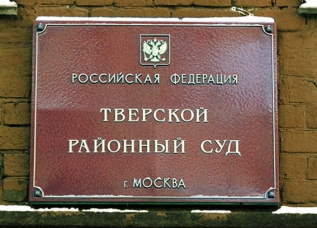 РОССИЙСКАЯ ФЕДЕРАЦИЯ
ТВЕРСКОЙ
РАЙОННЫЙ СУД
г. МОСКВА